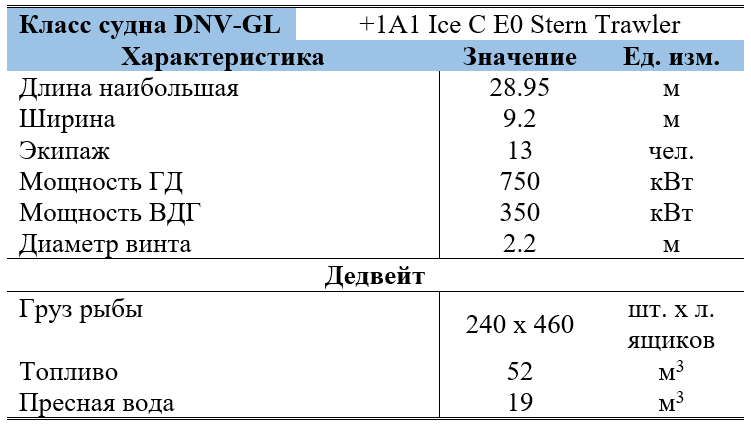 Класс судна DNV-GL +1A1 Ice C E0 Stern Trawler
Характеристика Значение Ед. изм.
Длина наибольшая 28.95 м
Ширина 9.2 м
Экипаж 13 чел.
Мощность ГД 750 кВт
Мощность ВДГ 350 кВт
Диаметр винта 2.2 м
Дедвейт
Груз рыбы 240 x 460 шт. x л.
ящиков
Топливо 52 м³
Пресная вода 19 м³